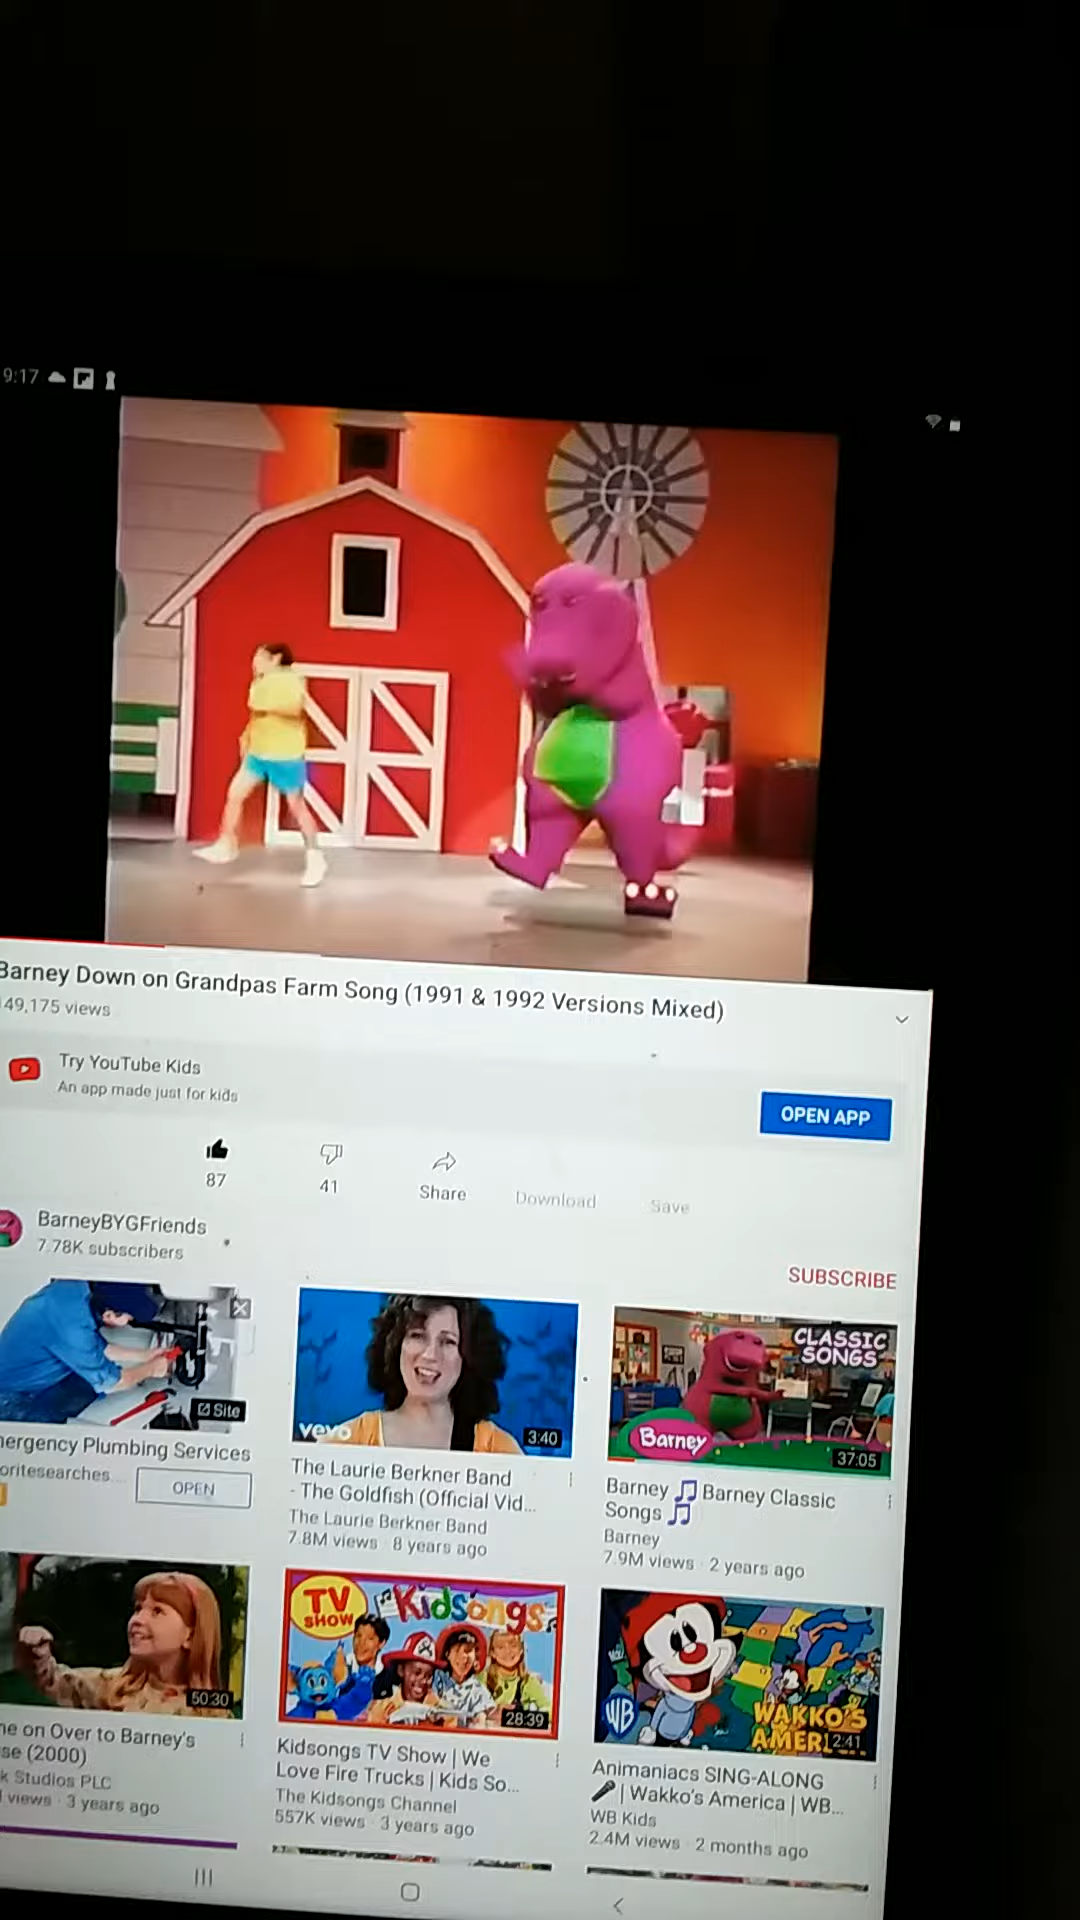 9:17
Barney Down on Grandpas Farm Song (1991 & 1992 Versions Mixed)
49,175 views
Try YouTube Kids
An app made just for kids
OPEN APP
87
41
Share
Download
Save
BarneyBYGFriends
7.78K subscribers
SUBSCRIBE
Site
Plumbing Services
OPEN
vevo
3:40
The Laurie Berkner Band
- The Goldfish (Official Vid...
The Laurie Berkner Band
7.8M views · 8 years ago
CLASSIC
SONGS
Barney
37:05
Barney 🎵 Barney Classic
Songs 🎵
Barney
7.9M views · 2 years ago
50:30
on Over to Barney's
(2000)
Studios PLC
views · 3 years ago
TV
SHOW
Kidsongs
28:39
Kidsongs TV Show | We
Love Fire Trucks | Kids So...
The Kidsongs Channel
557K views · 3 years ago
WB
WAKKO'S
12:41
Animaniacs SING-ALONG
🎤 | Wakko's America | WB...
WB Kids
2.4M views · 2 months ago